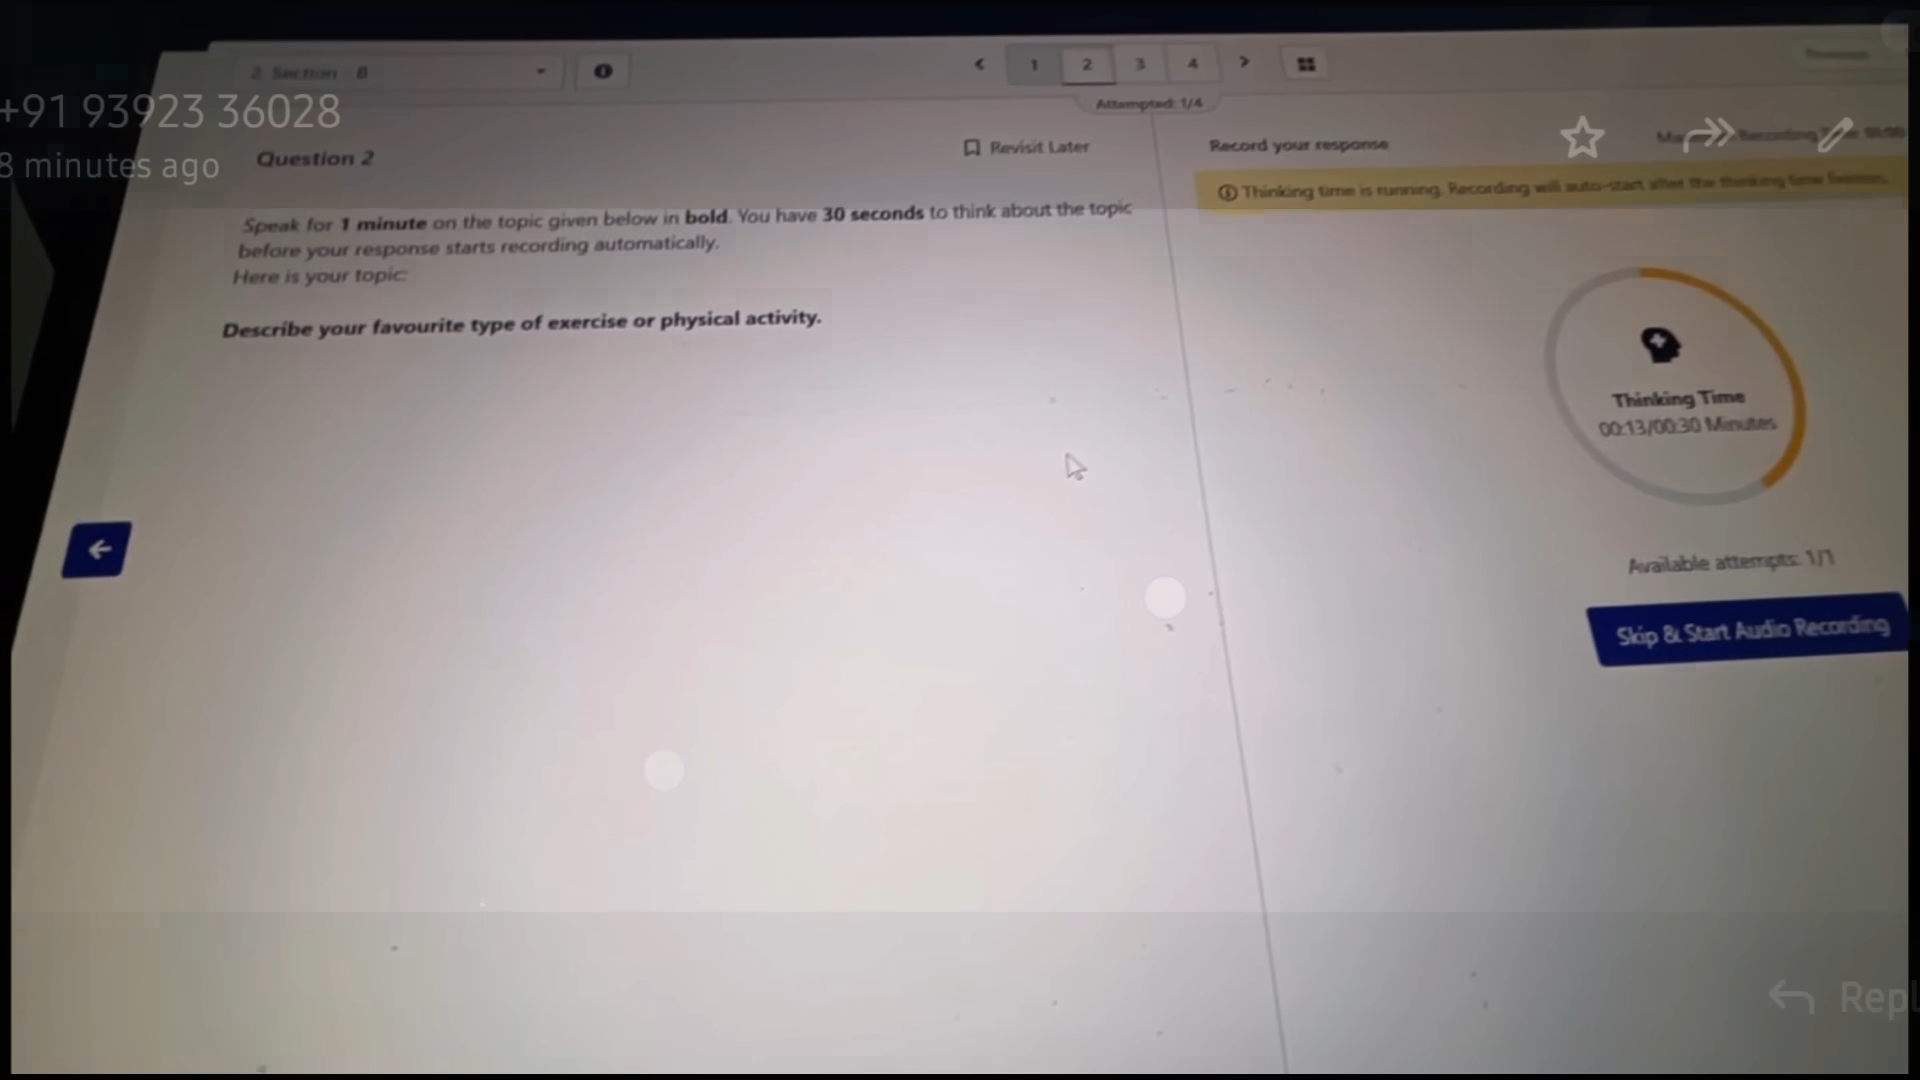 2. Section B
1
2
3
4
Attempted: 1/4
+91 93923 36028
8 minutes ago
Question 2
Revisit Later
Record your response
Thinking time is running. Recording will auto-start after the thinking time finishes.
Speak for 1 minute on the topic given below in bold. You have 30 seconds to think about the topic
before your response starts recording automatically.
Here is your topic:
Describe your favourite type of exercise or physical activity.
Thinking Time
00:13/00:30 Minutes
Available attempts: 1/1
Skip & Start Audio Recording
Repl